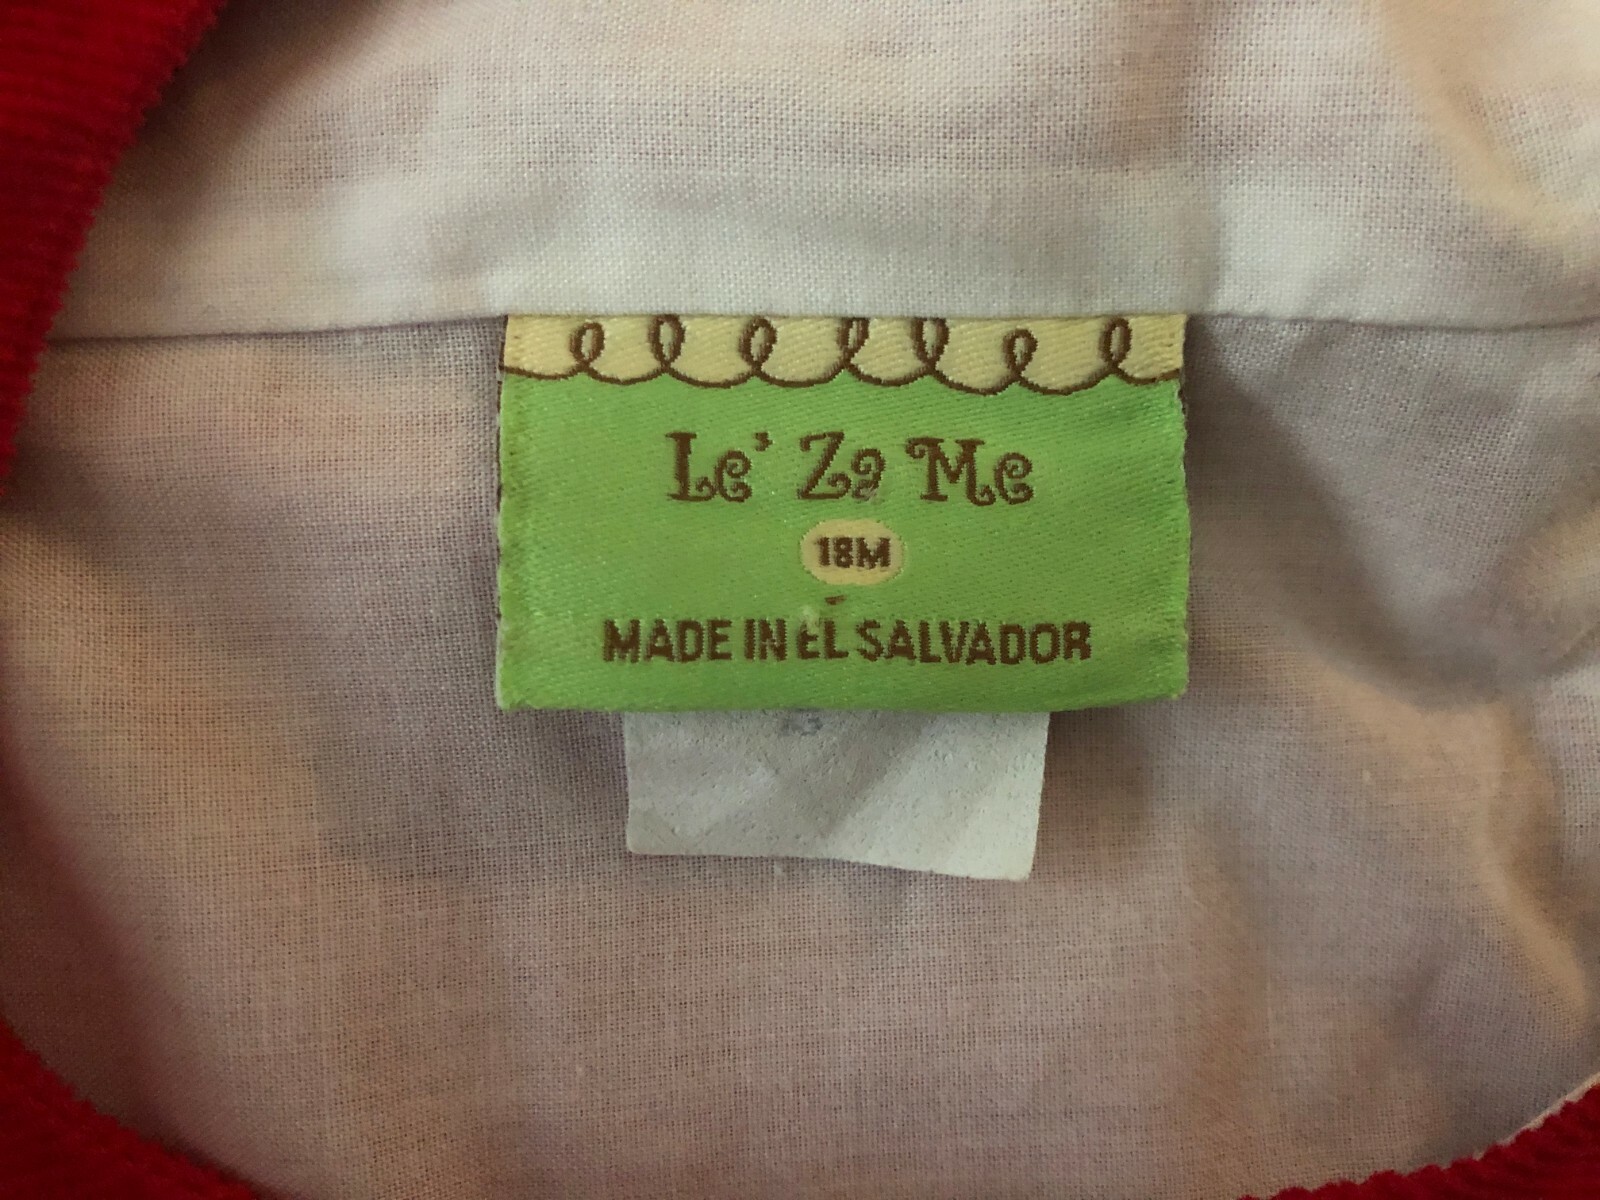 Le' Za Me
18M
MADE IN EL SALVADOR